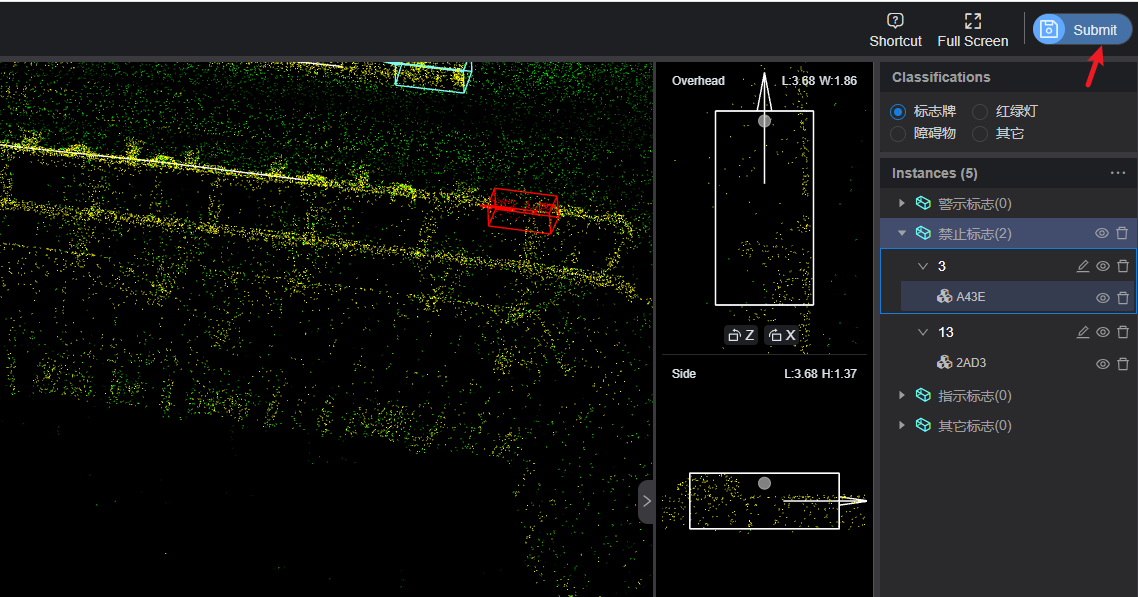 Shortcut Full Screen Submit
Overhead L:3.68 W:1.86
Z X
Side L:3.68 H:1.37
Classifications
标志牌 红绿灯
障碍物 其它
Instances (5)
警示标志(0)
禁止标志(2)
3
A43E
13
2AD3
指示标志(0)
其它标志(0)